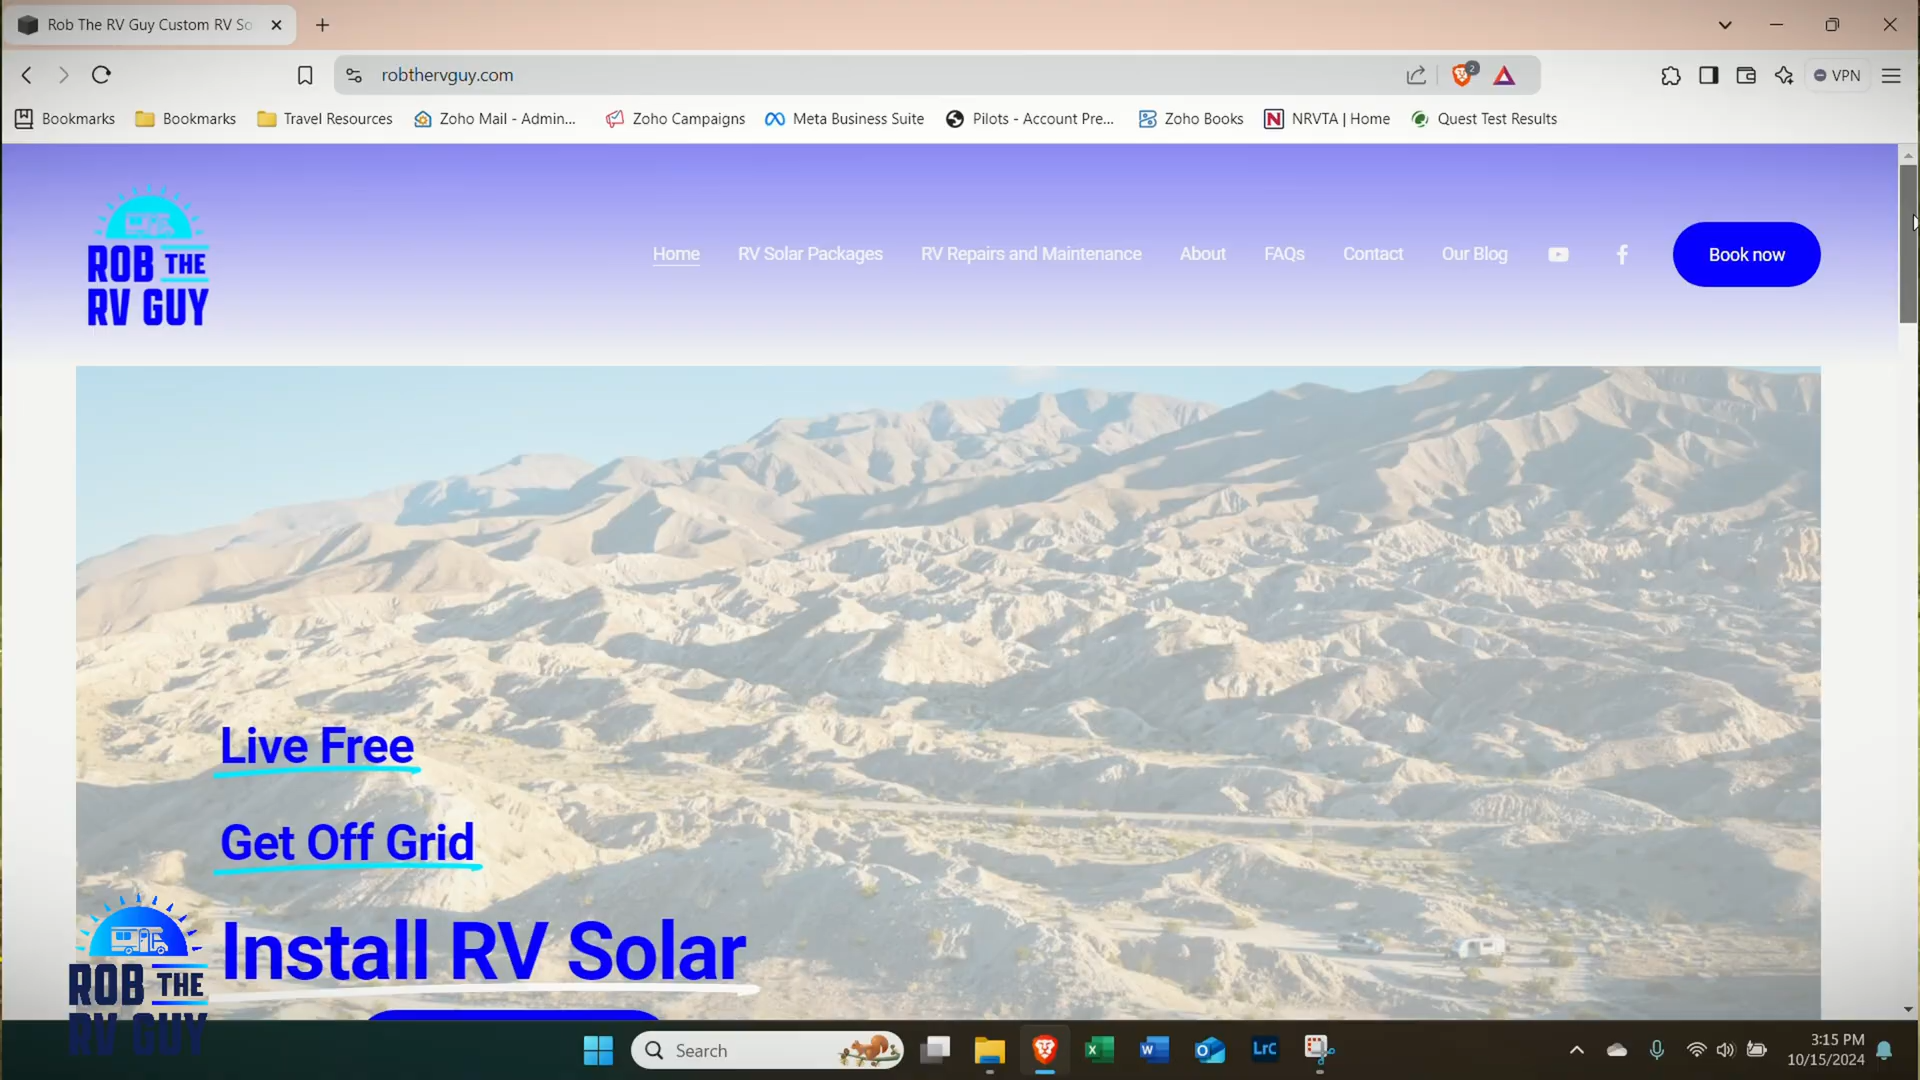 Rob The RV Guy Custom RV So
robthervguy.com
2
VPN
Bookmarks
Bookmarks
Travel Resources
Zoho Mail - Admin...
Zoho Campaigns
Meta Business Suite
Pilots - Account Pre...
Zoho Books
N
NRVTA | Home
Quest Test Results
ROB THE
RV GUY
Home
RV Solar Packages
RV Repairs and Maintenance
About
FAQs
Contact
Our Blog
Book now
Live Free
Get Off Grid
Install RV Solar
ROB THE
RV GUY
Search
LrC
3:15 PM
10/15/2024